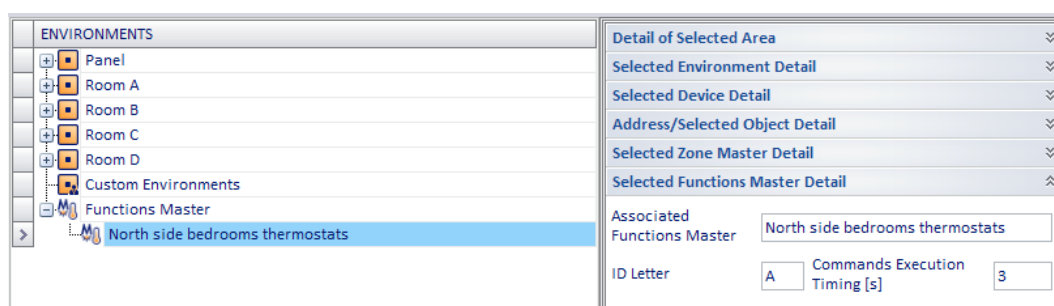 ENVIRONMENTS
Panel
Room A
Room B
Room C
Room D
Custom Environments
Functions Master
North side bedrooms thermostats
Detail of Selected Area
Selected Environment Detail
Selected Device Detail
Address/Selected Object Detail
Selected Zone Master Detail
Selected Functions Master Detail
Associated
Functions Master
North side bedrooms thermostats
ID Letter
A
Commands Execution
Timing [s]
3